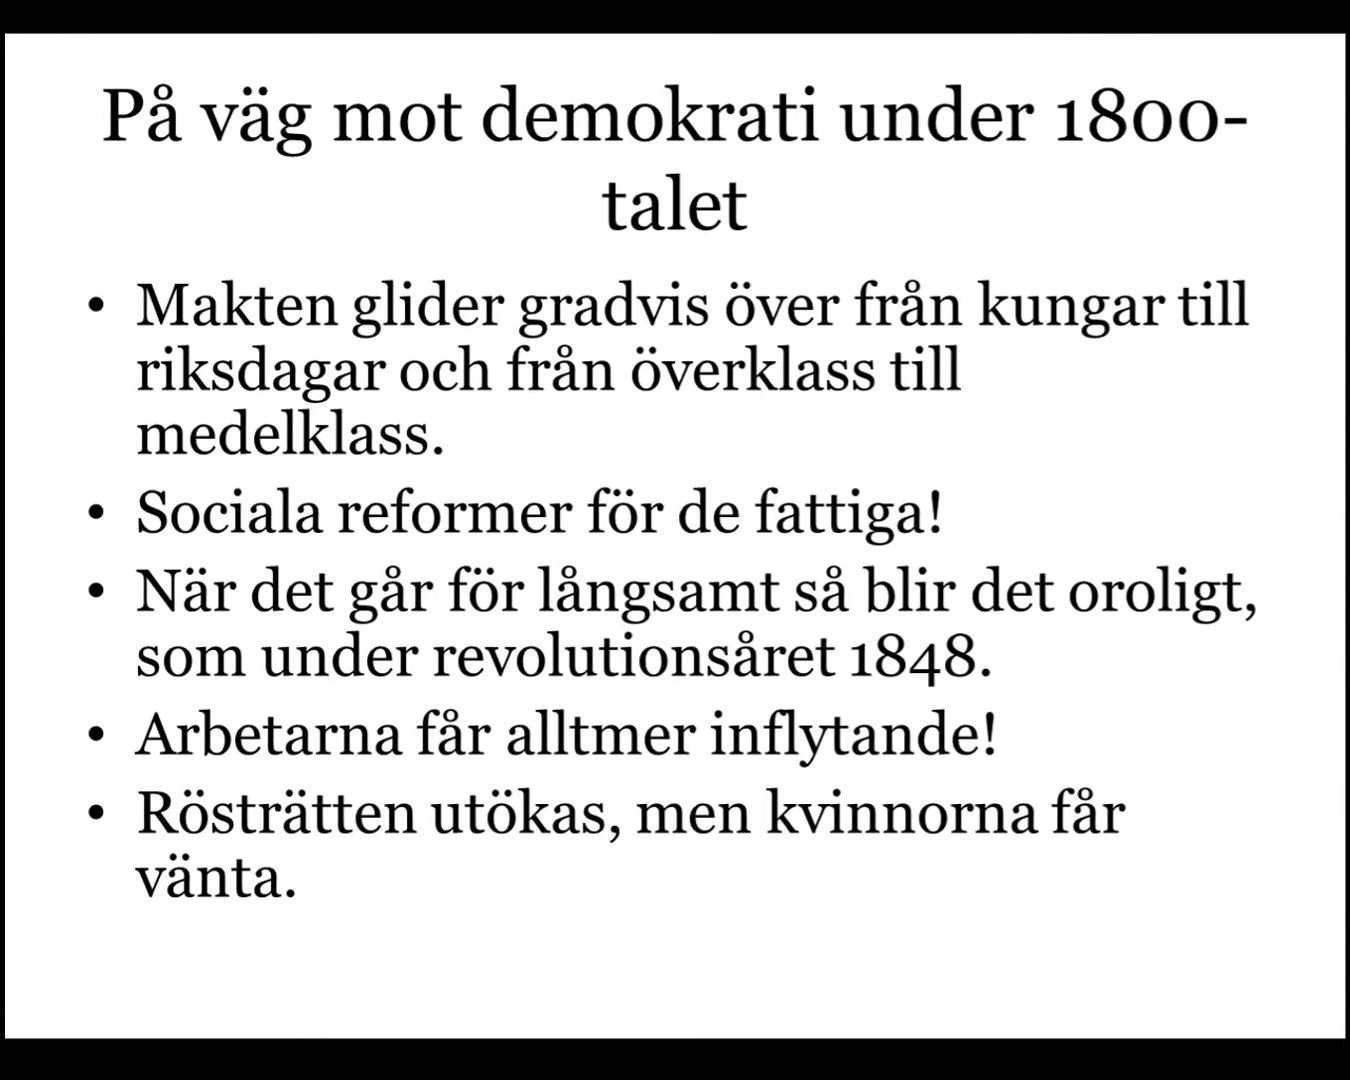 På väg mot demokrati under 1800-
talet
• Makten glider gradvis över från kungar till
riksdagar och från överklass till
medelklass.
• Sociala reformer för de fattiga!
• När det går för långsamt så blir det oroligt,
som under revolutionsåret 1848.
• Arbetarna får alltmer inflytande!
• Rösträtten utökas, men kvinnorna får
vänta.